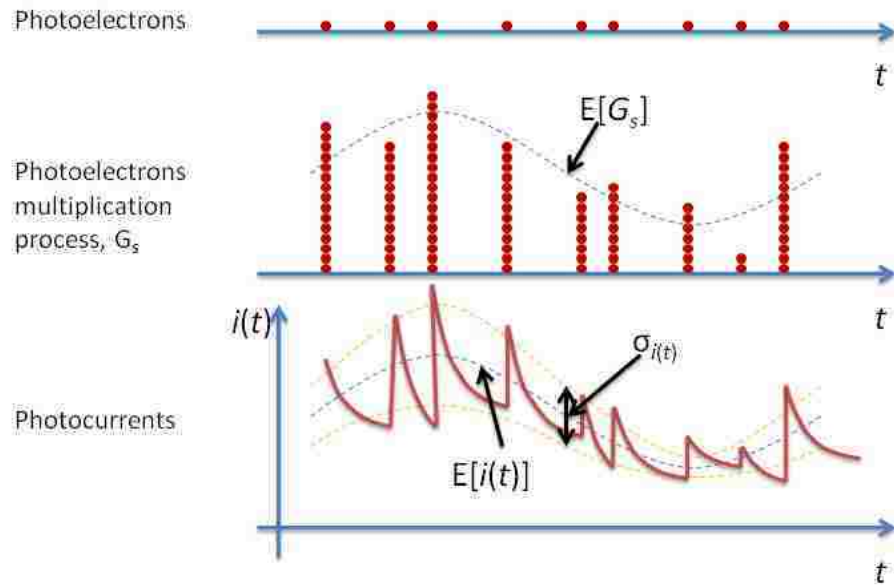 Photoelectrons
t
E[Gₛ]
Photoelectrons
multiplication
process, Gₛ
t
i(t)
σᵢ₍ₜ₎
Photocurrents
E[i(t)]
t